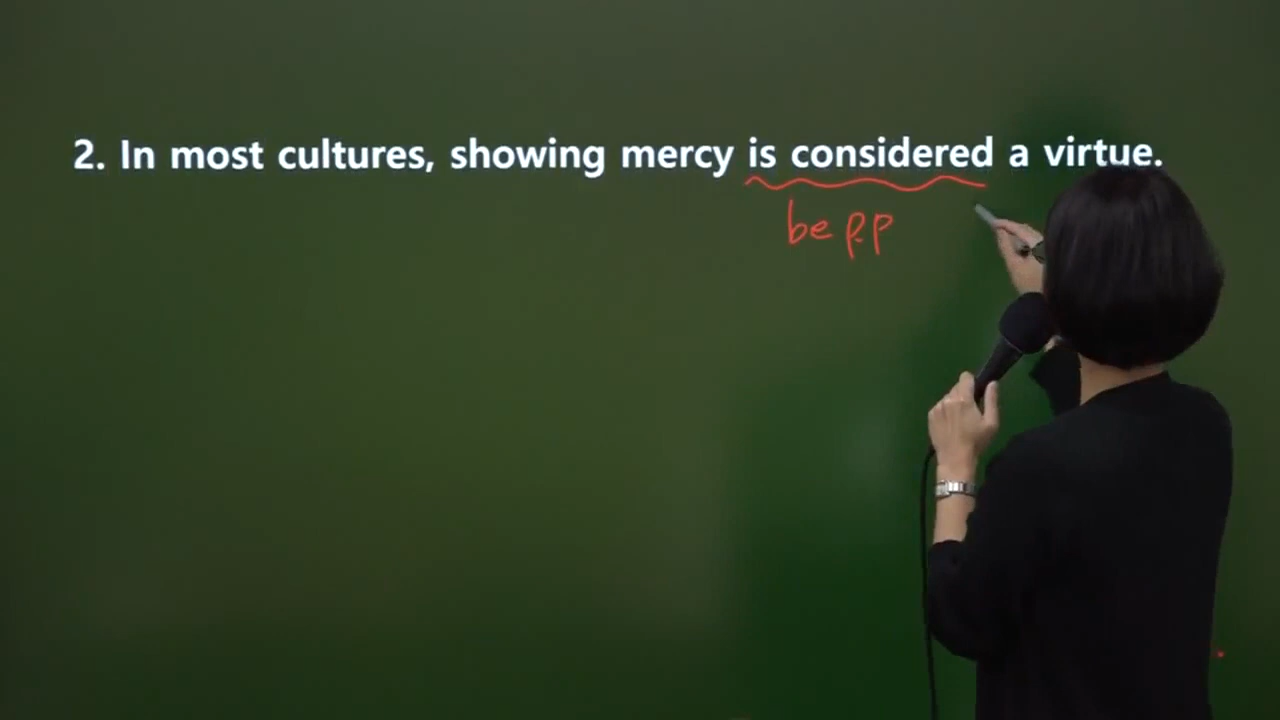 2. In most cultures, showing mercy is considered a virtue.
be p.p